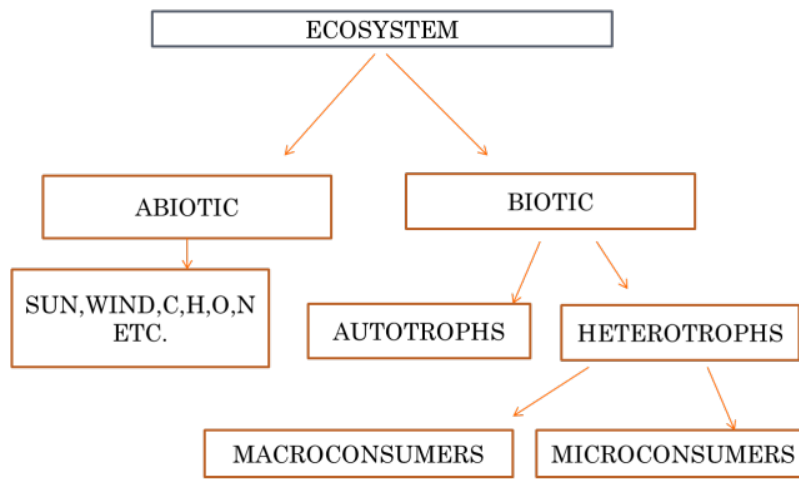 ECOSYSTEM
ABIOTIC
BIOTIC
SUN,WIND,C,H,O,N
ETC.
AUTOTROPHS
HETEROTROPHS
MACROCONSUMERS
MICROCONSUMERS